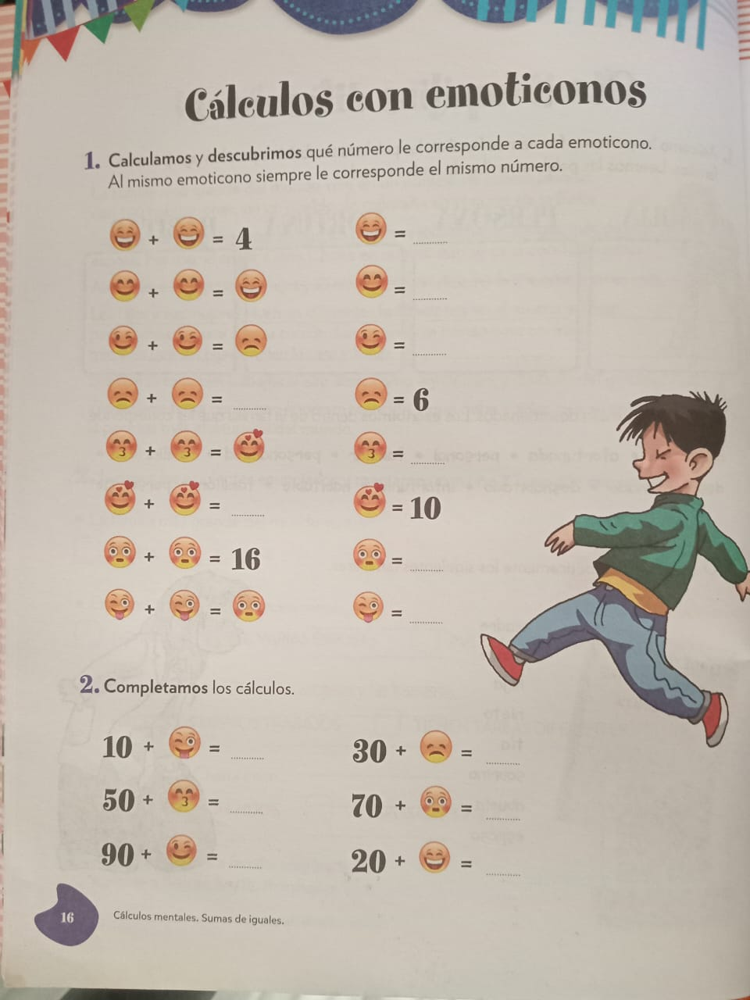 Cálculos con emoticonos
1. Calculamos y descubrimos qué número le corresponde a cada emoticono.
Al mismo emoticono siempre le corresponde el mismo número.
😄 + 😄 = 4 😄 = ............
😊 + 😊 = 😄 😊 = ............
😉 + 😉 = 🙁 😉 = ............
🙁 + 🙁 = ............ 🙁 = 6
😙 + 😙 = 🥰 😙 = ............
🥰 + 🥰 = ............ 🥰 = 10
😳 + 😳 = 16 😳 = ............
😜 + 😜 = 😳 😜 = ............
2. Completamos los cálculos.
10 + 😜 = ............ 30 + 🙁 = ............
50 + 😙 = ............ 70 + 😳 = ............
90 + 😉 = ............ 20 + 😄 = ............
16 Cálculos mentales. Sumas de iguales.